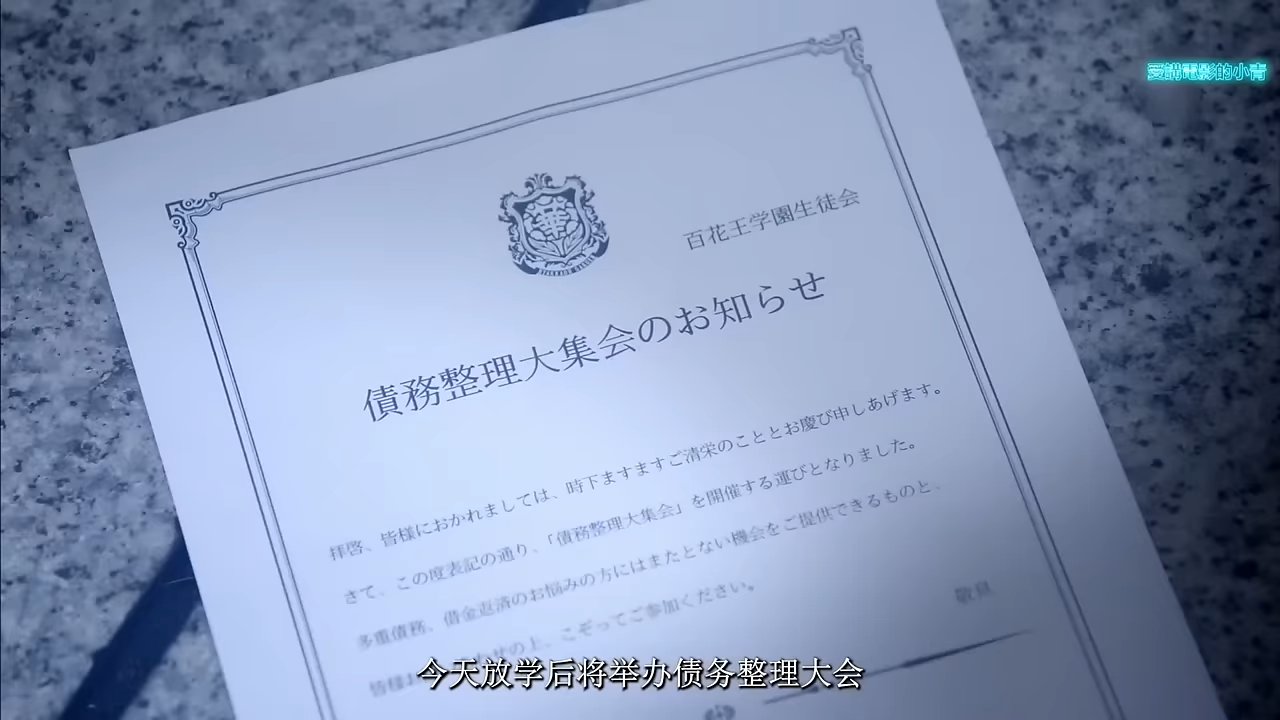 愛講電影的小青
華
百花王学園生徒会
債務整理大集会のお知らせ
拝啓、皆様におかれましては、時下ますますご清栄のこととお慶び申しあげます。
さて、この度表記の通り、「債務整理大集会」を開催する運びとなりました。
多重債務、借金返済のお悩みの方にはまたとない機会をご提供できるものと、
皆様 の上、こぞってご参加ください。
敬具
今天放学后将举办债务整理大会